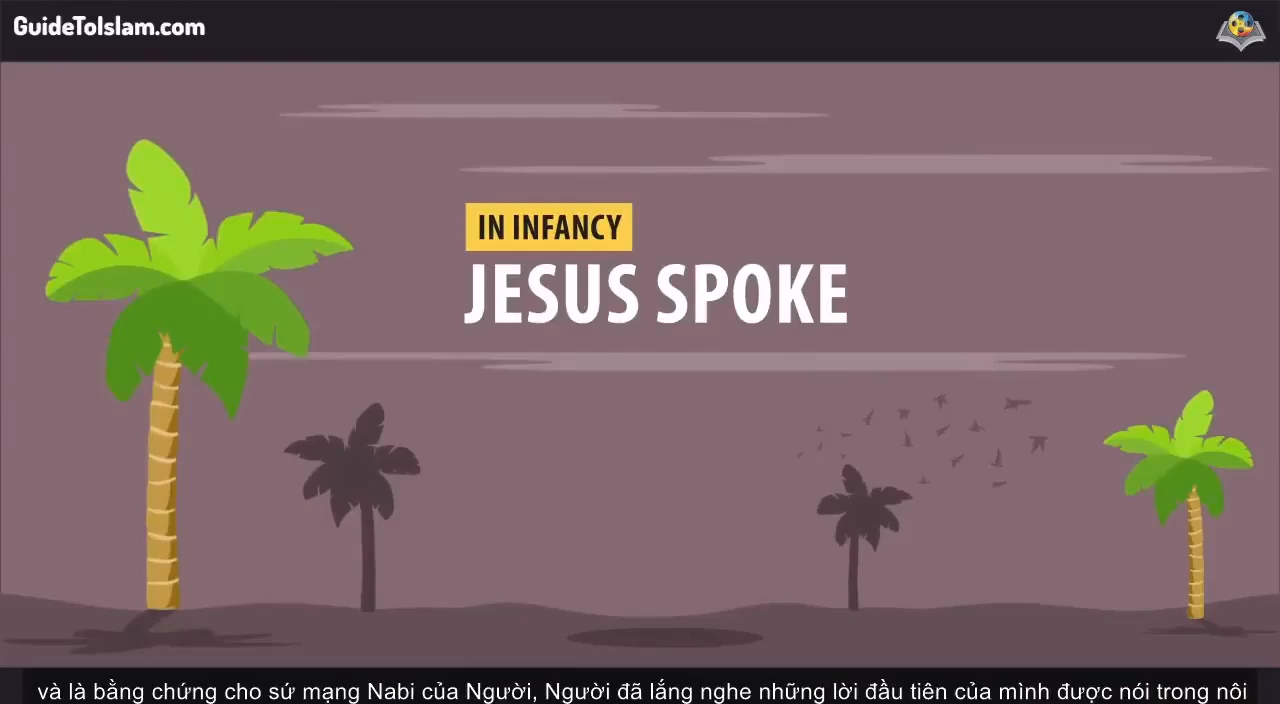 GuideToIslam.com
IN INFANCY
JESUS SPOKE
và là bằng chứng cho sứ mạng Nabi của Người, Người đã lắng nghe những lời đầu tiên của mình được nói trong nôi